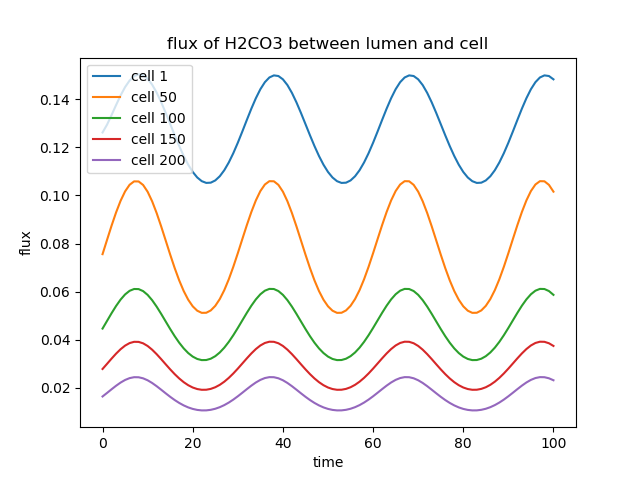 flux of H2CO3 between lumen and cell
cell 1
cell 50
cell 100
cell 150
cell 200
0.14
0.12
0.10
0.08
0.06
0.04
0.02
flux
0 20 40 60 80 100
time